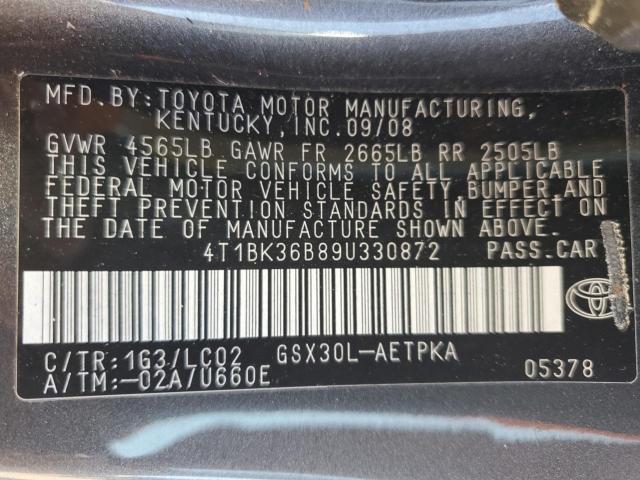 MFD.BY:TOYOTA MOTOR MANUFACTURING,
KENTUCKY,INC.09/08
GVWR 4565LB GAWR FR 2665LB RR 2505LB
THIS VEHICLE CONFORMS TO ALL APPLICABLE
FEDERAL MOTOR VEHICLE SAFETY,BUMPER AND
THEFT PREVENTION STANDARDS IN EFFECT ON
THE DATE OF MANUFACTURE SHOWN ABOVE.
4T1BK36B89U330872 PASS.CAR
C/TR:1G3/LC02 GSX30L-AETPKA
A/TM:-02A/U660E 05378